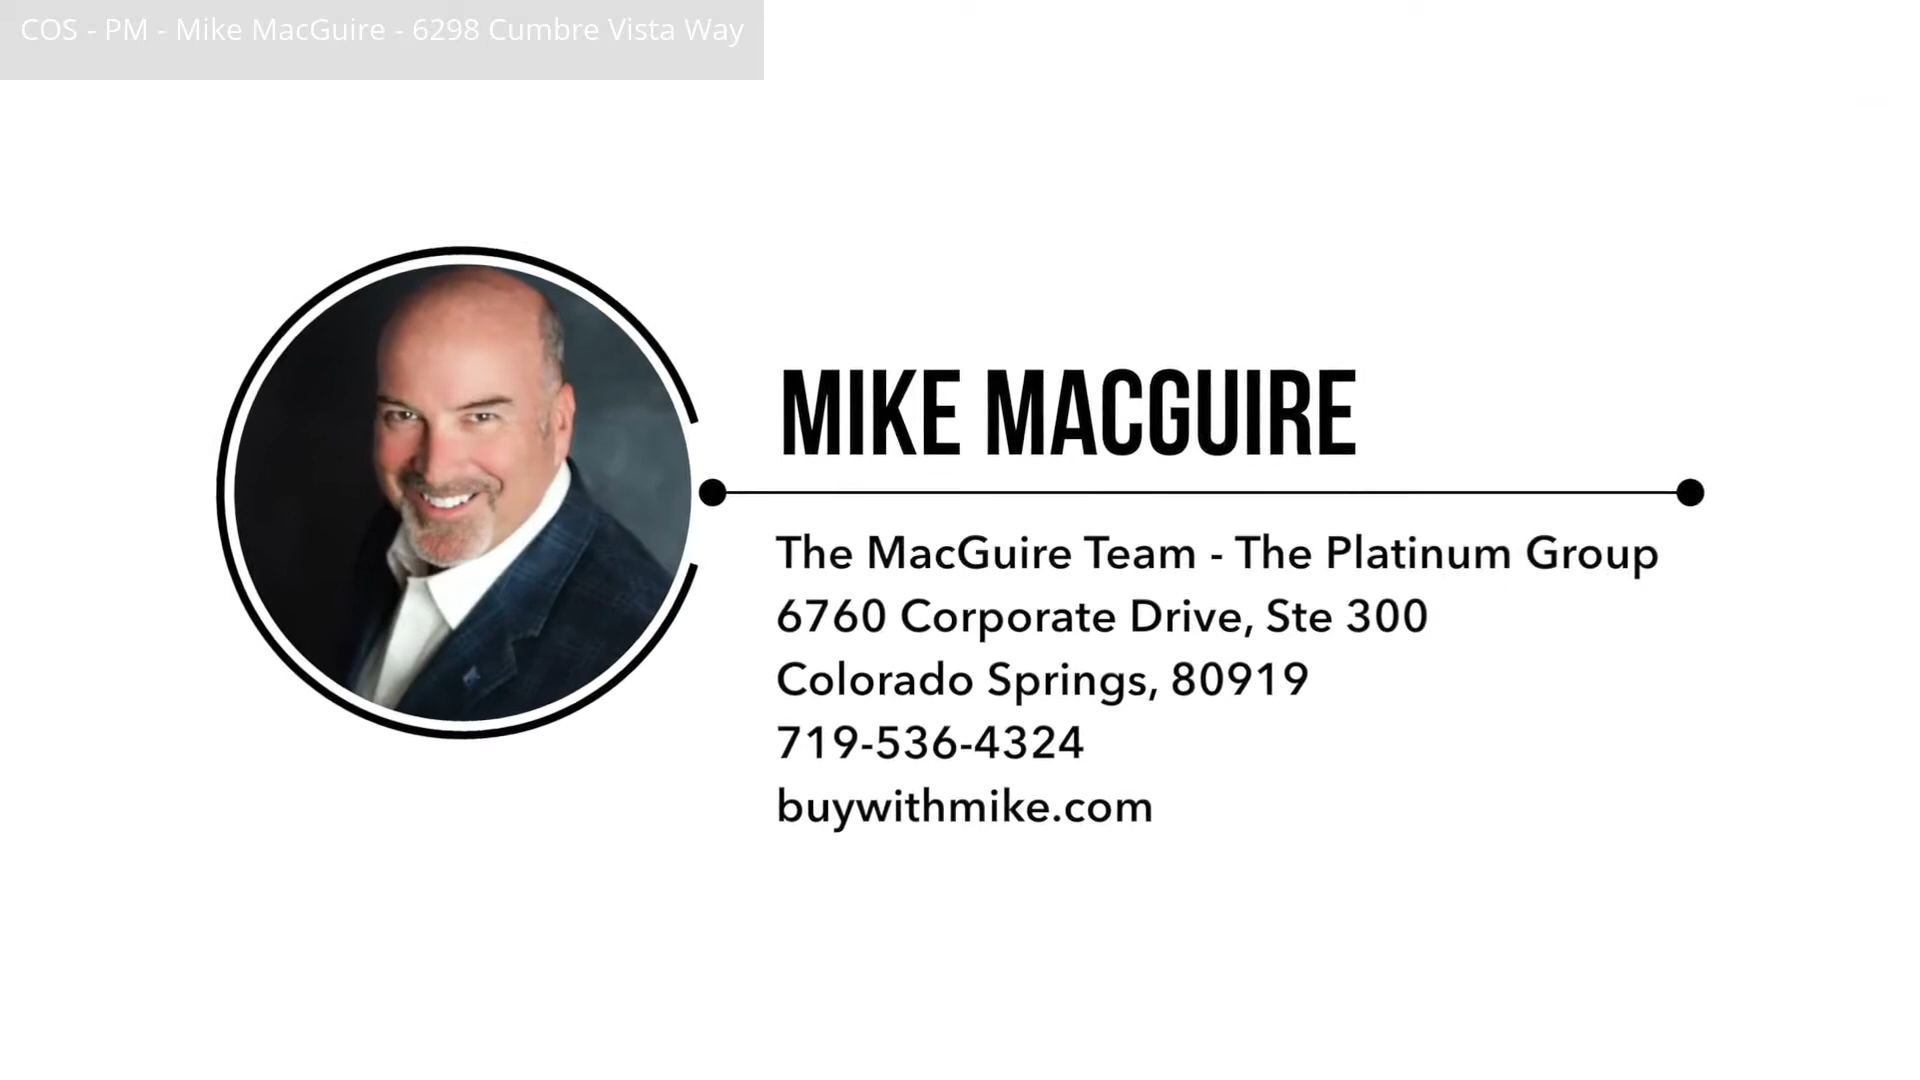 COS - PM - Mike MacGuire - 6298 Cumbre Vista Way
MIKE MACGUIRE
The MacGuire Team - The Platinum Group
6760 Corporate Drive, Ste 300
Colorado Springs, 80919
719-536-4324
buywithmike.com